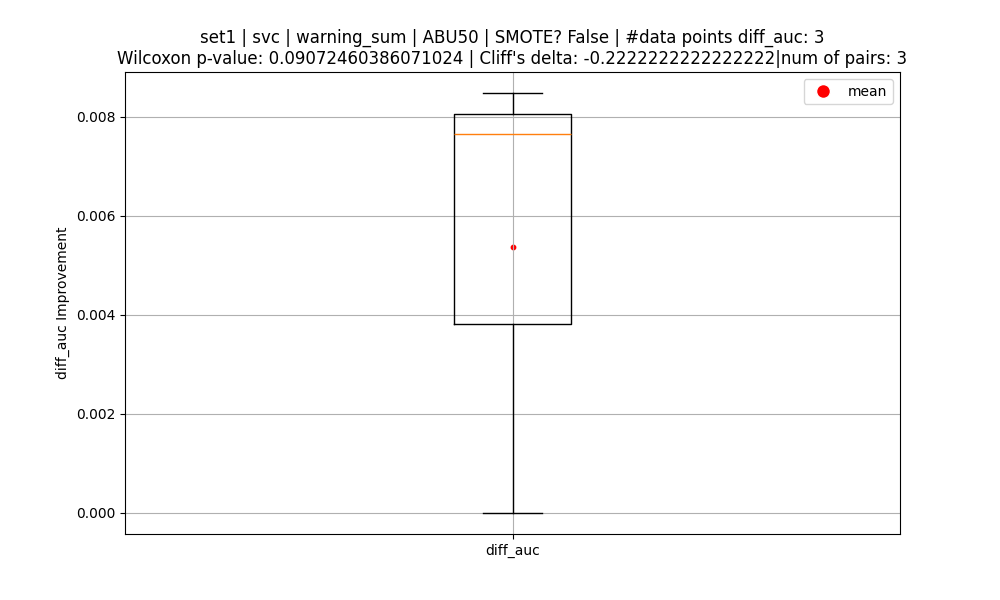 set1 | svc | warning_sum | ABU50 | SMOTE? False | #data points diff_auc: 3
Wilcoxon p-value: 0.09072460386071024 | Cliff's delta: -0.2222222222222222|num of pairs: 3
mean
0.008
0.006
0.004
0.002
0.000
diff_auc Improvement
diff_auc